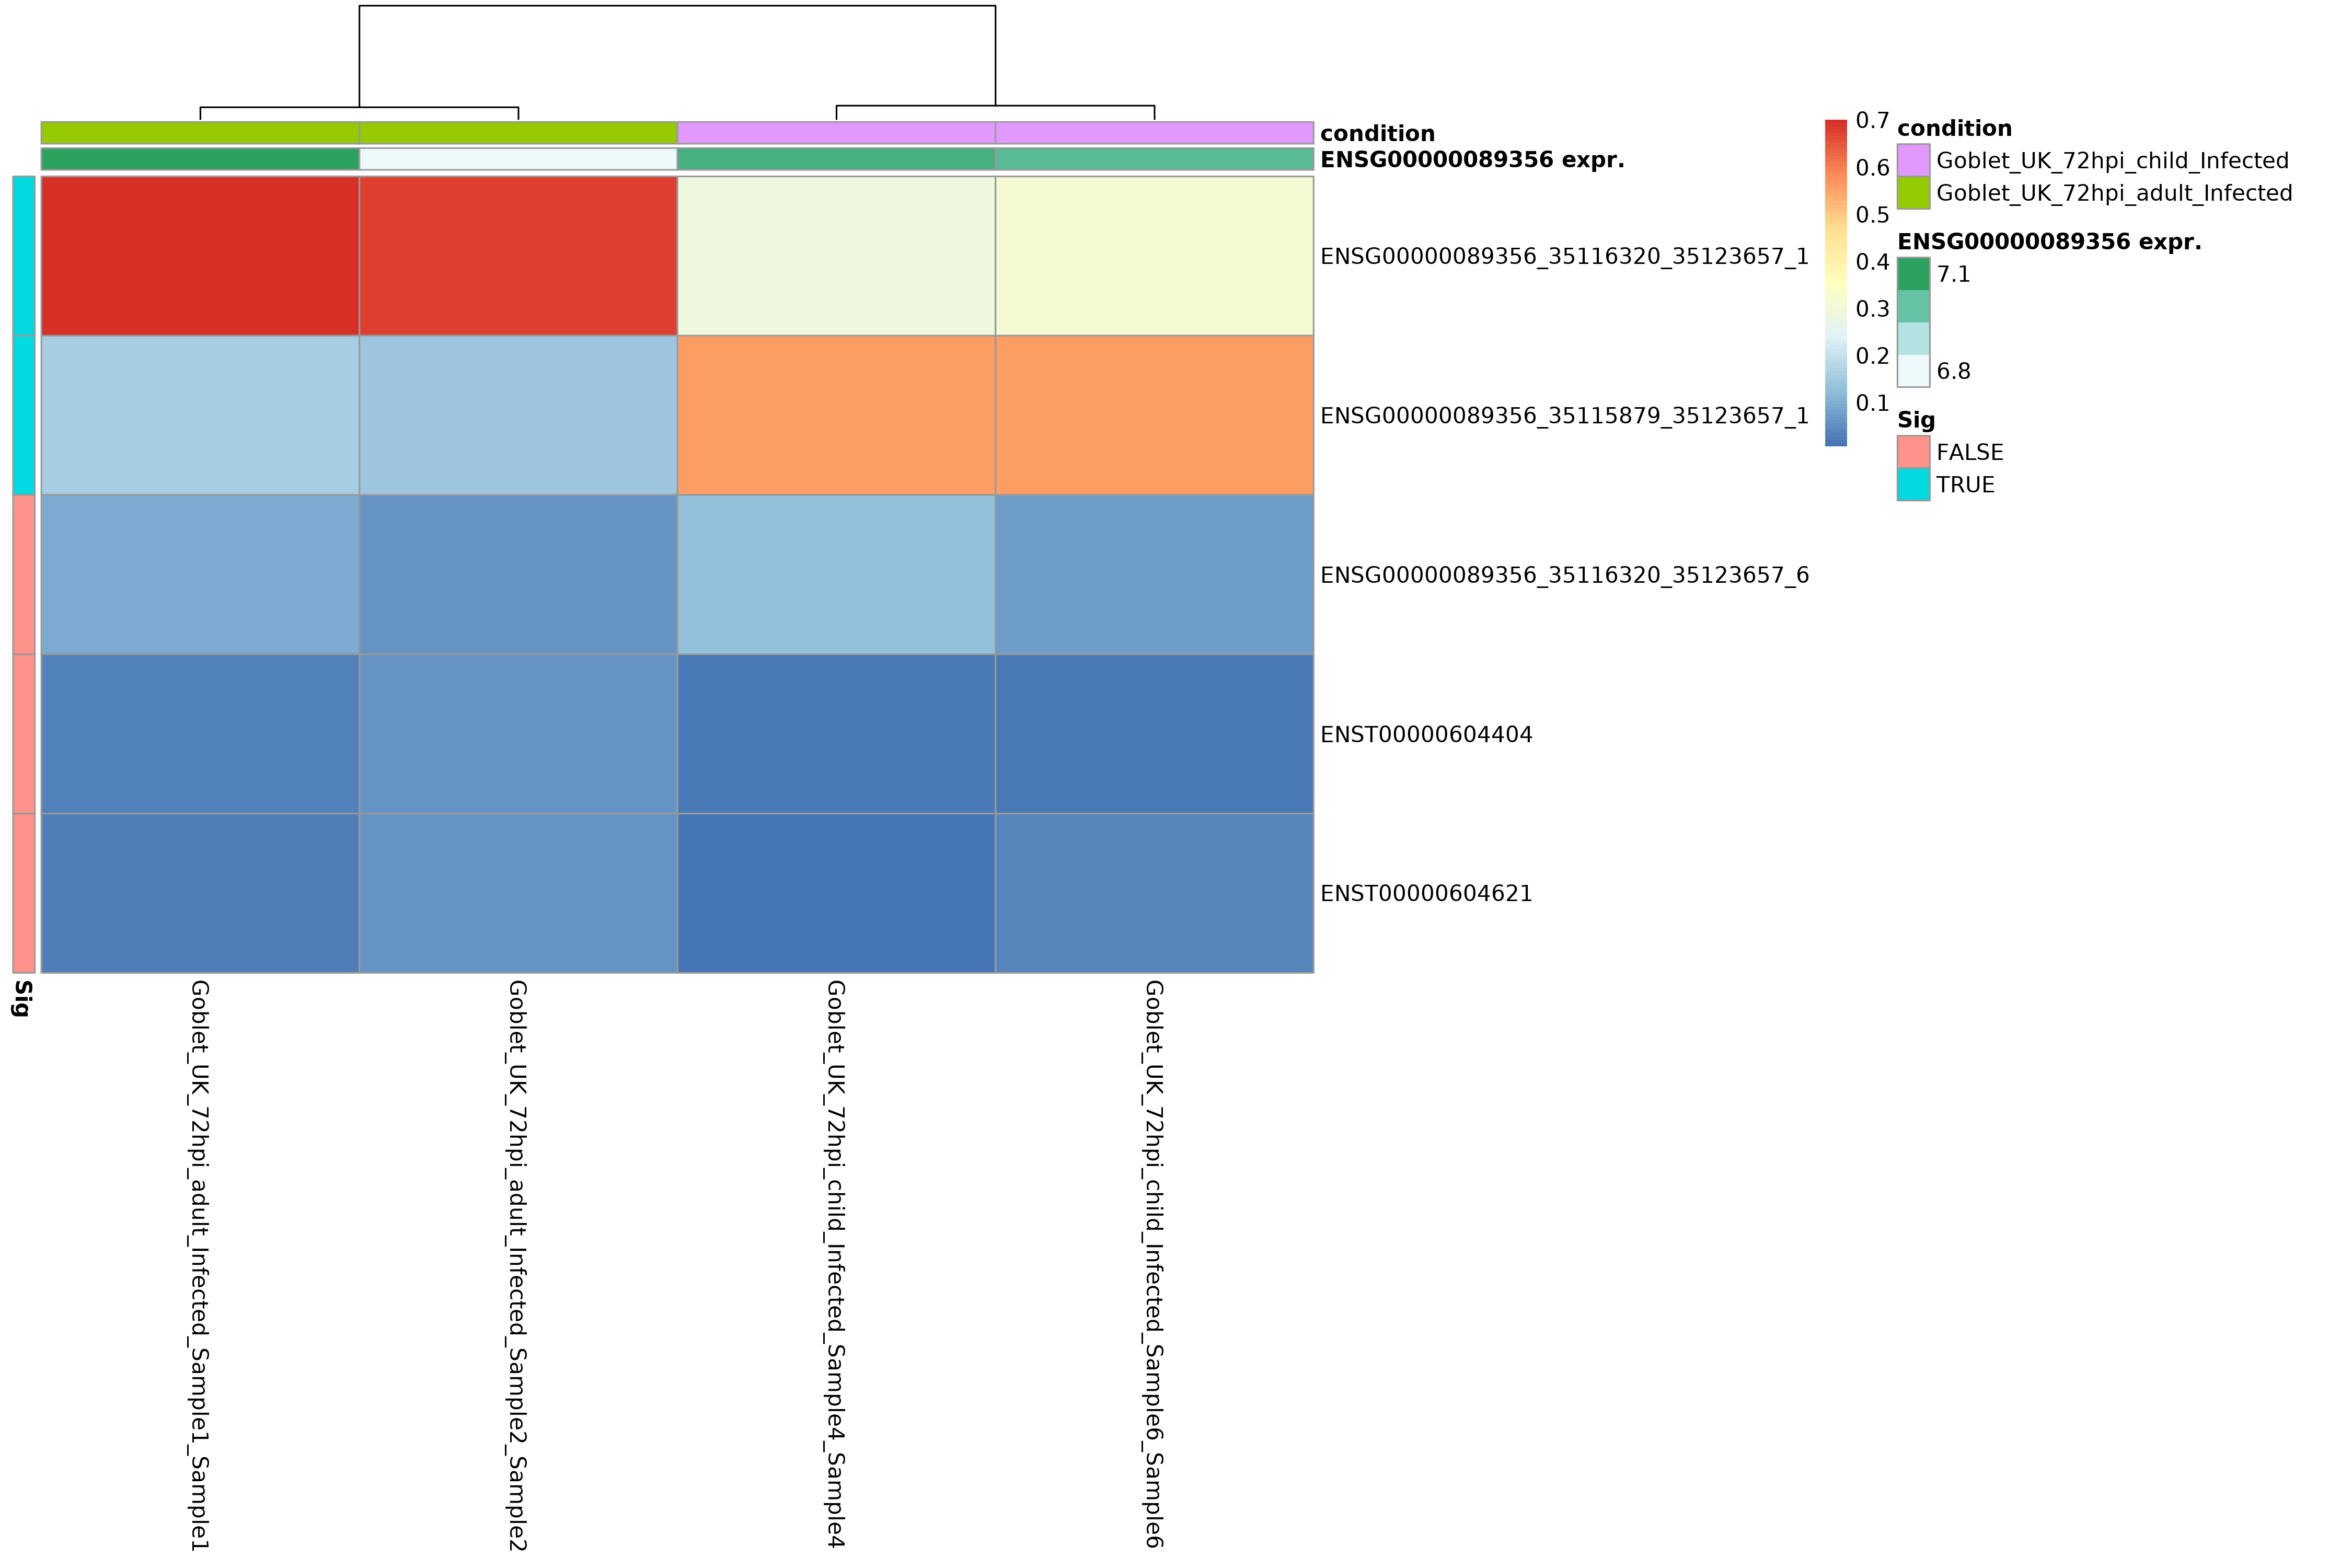 condition
ENSG00000089356 expr.
ENSG00000089356_35116320_35123657_1
ENSG00000089356_35115879_35123657_1
ENSG00000089356_35116320_35123657_6
ENST00000604404
ENST00000604621
Sig
Goblet_UK_72hpi_adult_Infected_Sample1_Sample1
Goblet_UK_72hpi_adult_Infected_Sample2_Sample2
Goblet_UK_72hpi_child_Infected_Sample4_Sample4
Goblet_UK_72hpi_child_Infected_Sample6_Sample6
0.7
0.6
0.5
0.4
0.3
0.2
0.1
condition
Goblet_UK_72hpi_child_Infected
Goblet_UK_72hpi_adult_Infected
ENSG00000089356 expr.
7.1
6.8
Sig
FALSE
TRUE